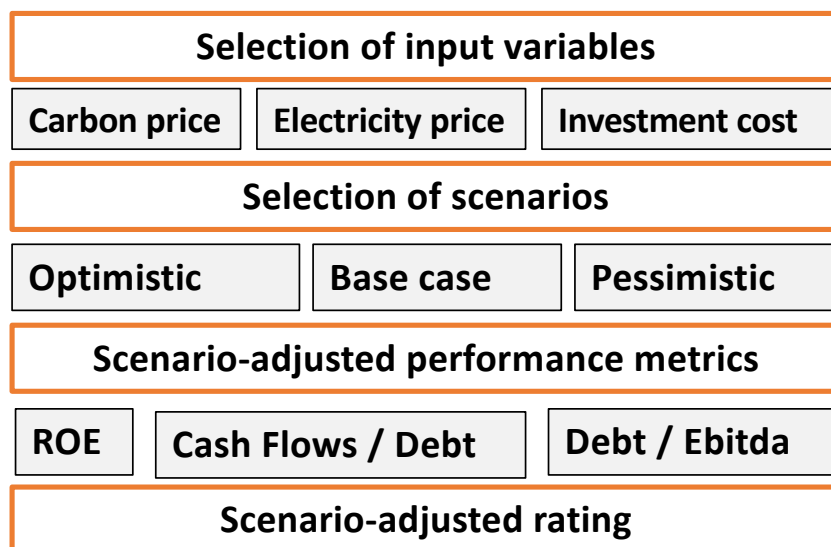 Selection of input variables
Carbon price Electricity price Investment cost
Selection of scenarios
Optimistic Base case Pessimistic
Scenario-adjusted performance metrics
ROE Cash Flows / Debt Debt / Ebitda
Scenario-adjusted rating